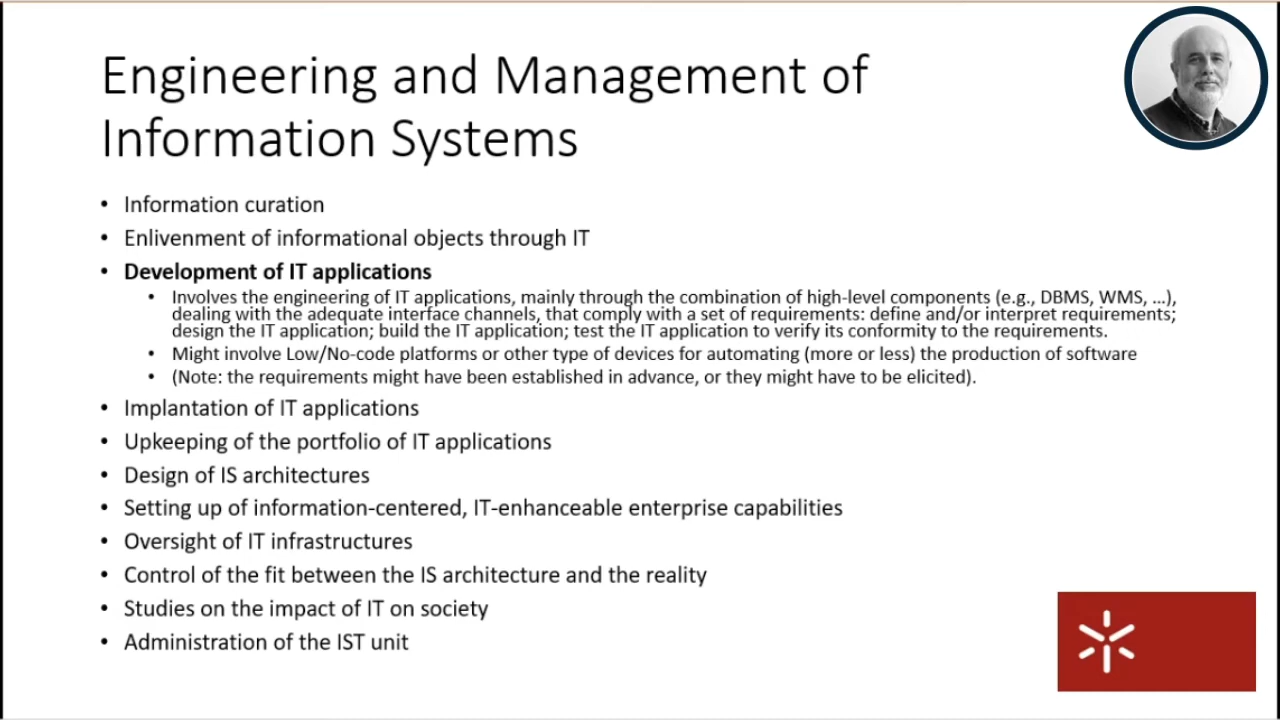 Engineering and Management of
Information Systems
• Information curation
• Enlivenment of informational objects through IT
• Development of IT applications
• Involves the engineering of IT applications, mainly through the combination of high-level components (e.g., DBMS, WMS, …),
dealing with the adequate interface channels, that comply with a set of requirements: define and/or interpret requirements;
design the IT application; build the IT application; test the IT application to verify its conformity to the requirements.
• Might involve Low/No-code platforms or other type of devices for automating (more or less) the production of software
• (Note: the requirements might have been established in advance, or they might have to be elicited).
• Implantation of IT applications
• Upkeeping of the portfolio of IT applications
• Design of IS architectures
• Setting up of information-centered, IT-enhanceable enterprise capabilities
• Oversight of IT infrastructures
• Control of the fit between the IS architecture and the reality
• Studies on the impact of IT on society
• Administration of the IST unit